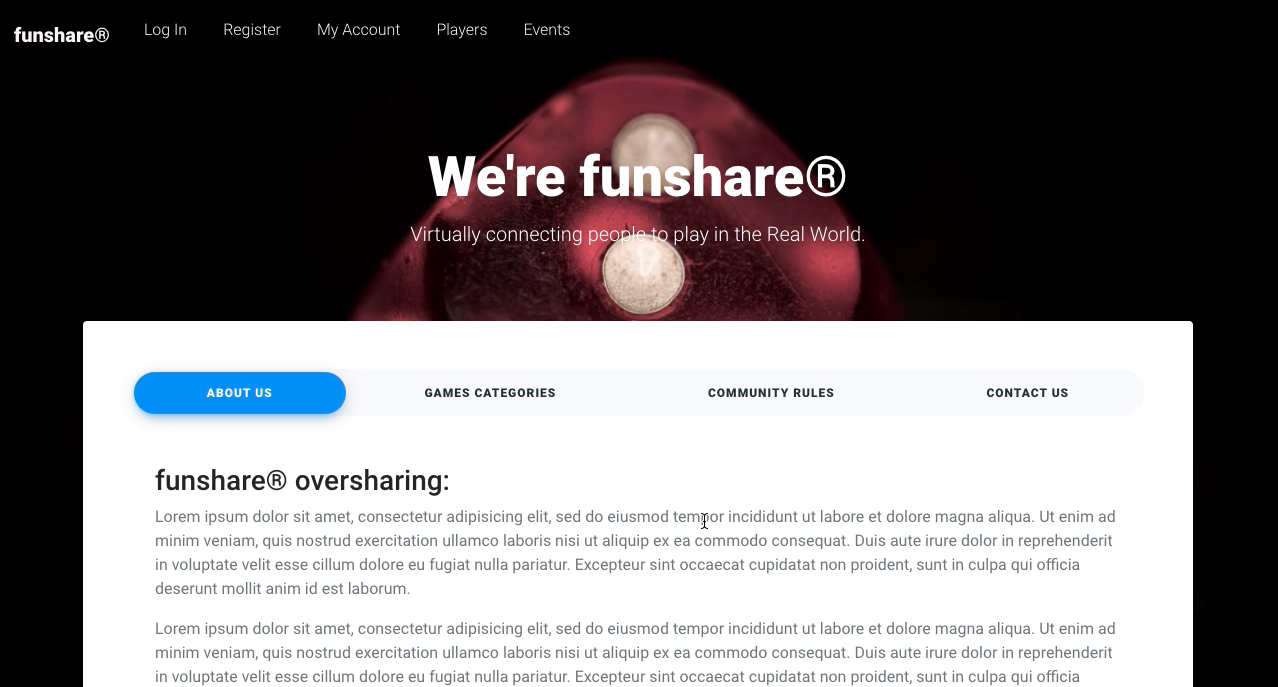 funshare®
Log In
Register
My Account
Players
Events
We're funshare®
Virtually connecting people to play in the Real World.
ABOUT US
GAMES CATEGORIES
COMMUNITY RULES
CONTACT US
funshare® oversharing:
Lorem ipsum dolor sit amet, consectetur adipisicing elit, sed do eiusmod tempor incididunt ut labore et dolore magna aliqua. Ut enim ad
minim veniam, quis nostrud exercitation ullamco laboris nisi ut aliquip ex ea commodo consequat. Duis aute irure dolor in reprehenderit
in voluptate velit esse cillum dolore eu fugiat nulla pariatur. Excepteur sint occaecat cupidatat non proident, sunt in culpa qui officia
deserunt mollit anim id est laborum.
Lorem ipsum dolor sit amet, consectetur adipisicing elit, sed do eiusmod tempor incididunt ut labore et dolore magna aliqua. Ut enim ad
minim veniam, quis nostrud exercitation ullamco laboris nisi ut aliquip ex ea commodo consequat. Duis aute irure dolor in reprehenderit
in voluptate velit esse cillum dolore eu fugiat nulla pariatur. Excepteur sint occaecat cupidatat non proident, sunt in culpa qui officia